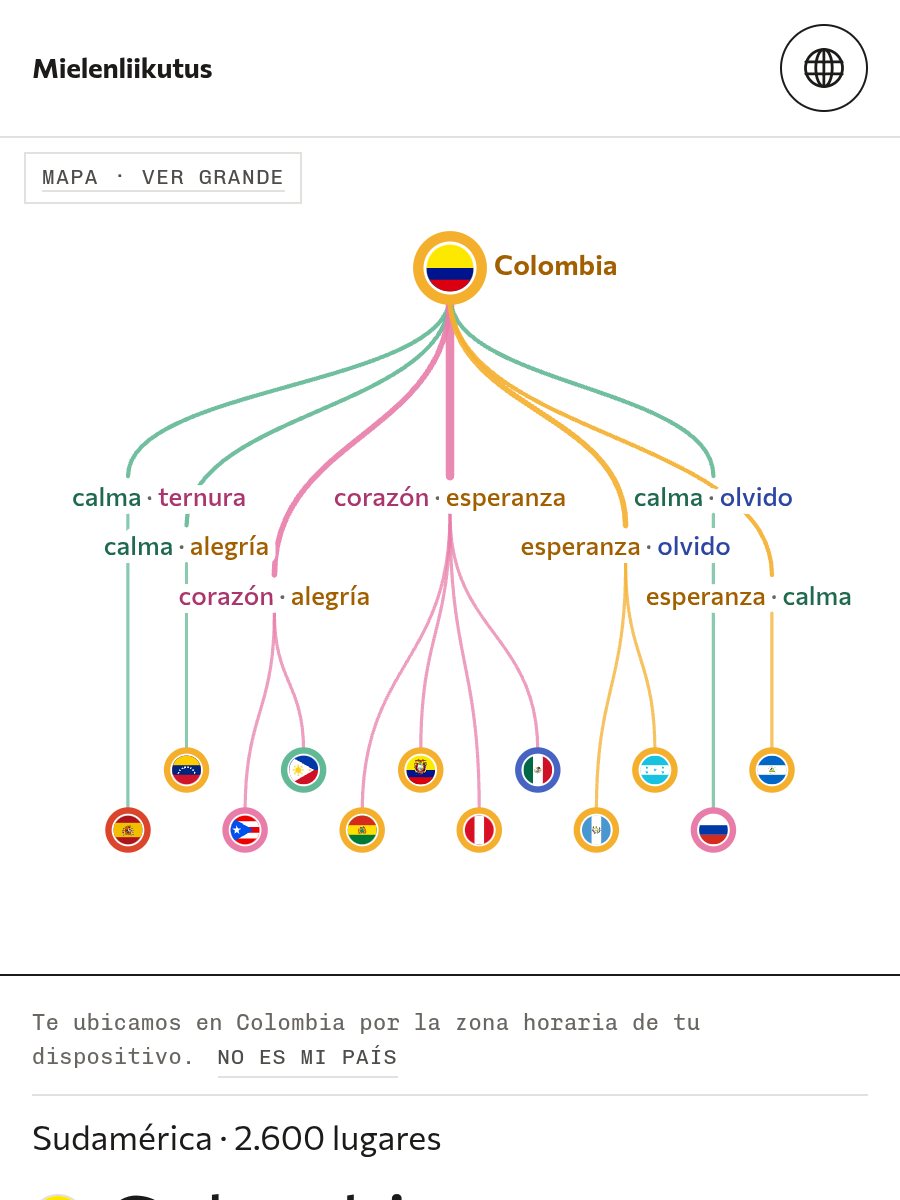 Mielenliikutus
MAPA · VER GRANDE
Colombia
calma · ternura
corazón · esperanza
calma · olvido
calma · alegría
esperanza · olvido
corazón · alegría
esperanza · calma
Te ubicamos en Colombia por la zona horaria de tu
dispositivo. NO ES MI PAÍS
Sudamérica · 2.600 lugares